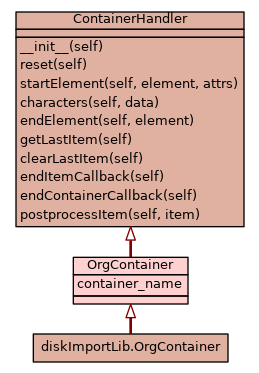 ContainerHandler
__init__(self)
reset(self)
startElement(self, element, attrs)
characters(self, data)
endElement(self, element)
getLastItem(self)
clearLastItem(self)
endItemCallback(self)
endContainerCallback(self)
postprocessItem(self, item)
OrgContainer
container_name
diskImportLib.OrgContainer